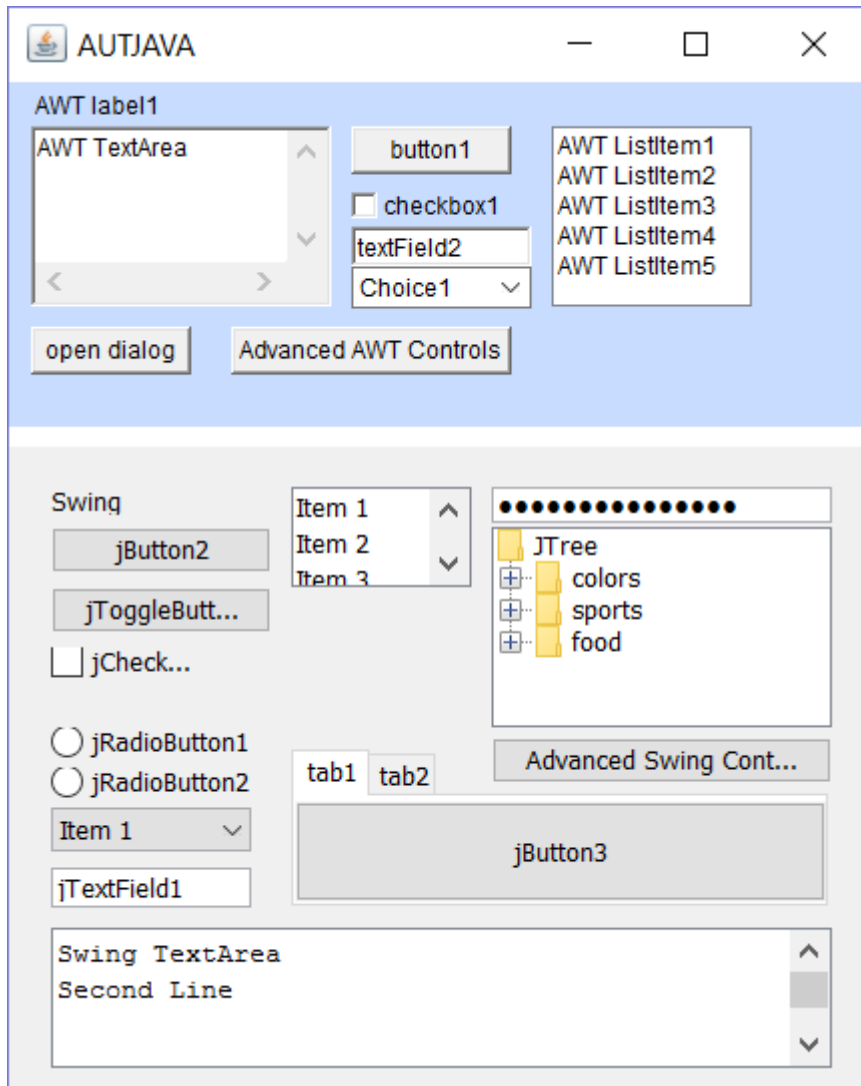 AUTJAVA
AWT label1
AWT TextArea
button1
checkbox1
textField2
Choice1
AWT ListItem1
AWT ListItem2
AWT ListItem3
AWT ListItem4
AWT ListItem5
open dialog
Advanced AWT Controls
Swing
jButton2
jToggleButt...
jCheck...
Item 1
Item 2
Item 3
●●●●●●●●●●●●●●●
JTree
colors
sports
food
Advanced Swing Cont...
jRadioButton1
jRadioButton2
Item 1
jTextField1
tab1
tab2
jButton3
Swing TextArea
Second Line